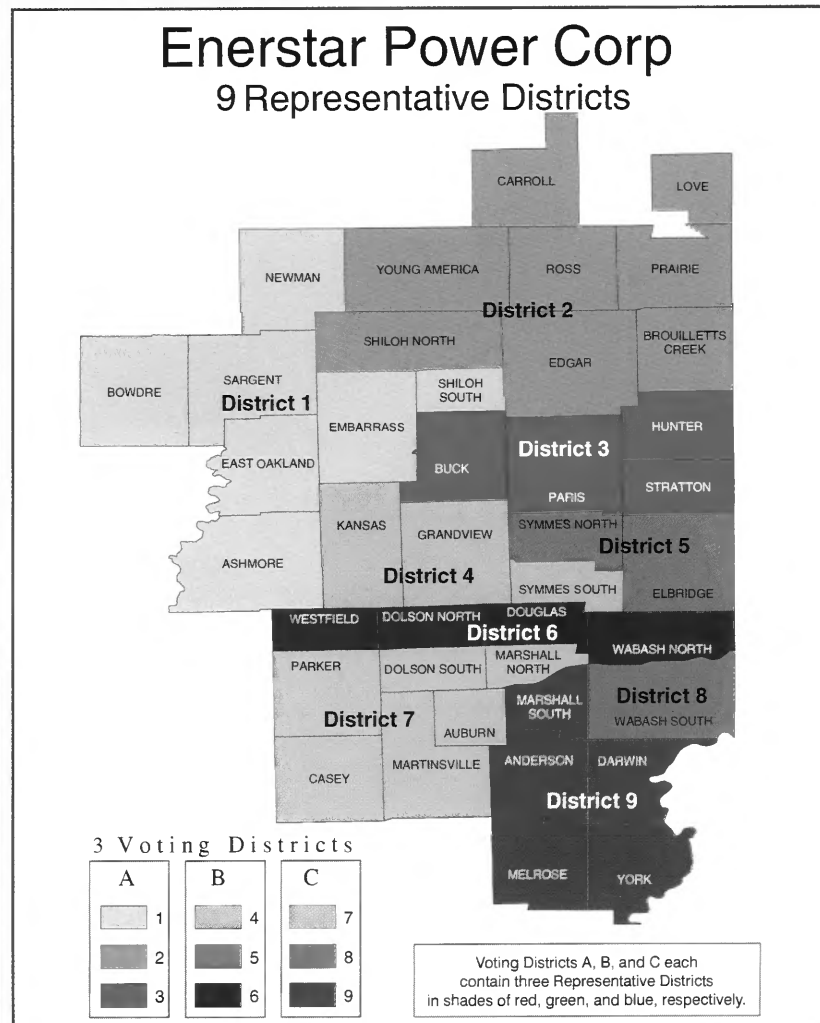 Enerstar Power Corp
9 Representative Districts
CARROLL
LOVE
NEWMAN
YOUNG AMERICA
ROSS
PRAIRIE
District 2
SHILOH NORTH
EDGAR
BROUILLETTS
CREEK
BOWDRE
SARGENT
District 1
SHILOH
SOUTH
EMBARRASS
HUNTER
District 3
EAST OAKLAND
BUCK
PARIS
STRATTON
KANSAS
GRANDVIEW
SYMMES NORTH
District 5
ASHMORE
District 4
SYMMES SOUTH
ELBRIDGE
WESTFIELD
DOLSON NORTH
DOUGLAS
District 6
WABASH NORTH
PARKER
DOLSON SOUTH
MARSHALL
NORTH
District 7
MARSHALL
SOUTH
District 8
WABASH SOUTH
AUBURN
CASEY
MARTINSVILLE
ANDERSON
DARWIN
District 9
MELROSE
YORK
3 Voting Districts
A B C
1 4 7
2 5 8
3 6 9
Voting Districts A, B, and C each
contain three Representative Districts
in shades of red, green, and blue, respectively.